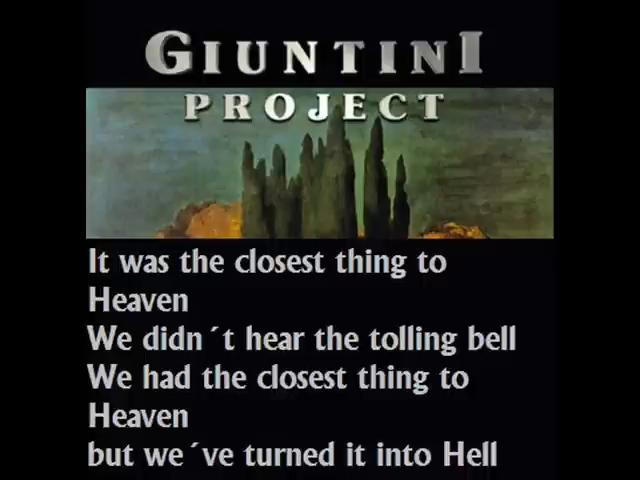 GIUNTINI
PROJECT
It was the closest thing to
Heaven
We didn´t hear the tolling bell
We had the closest thing to
Heaven
but we´ve turned it into Hell